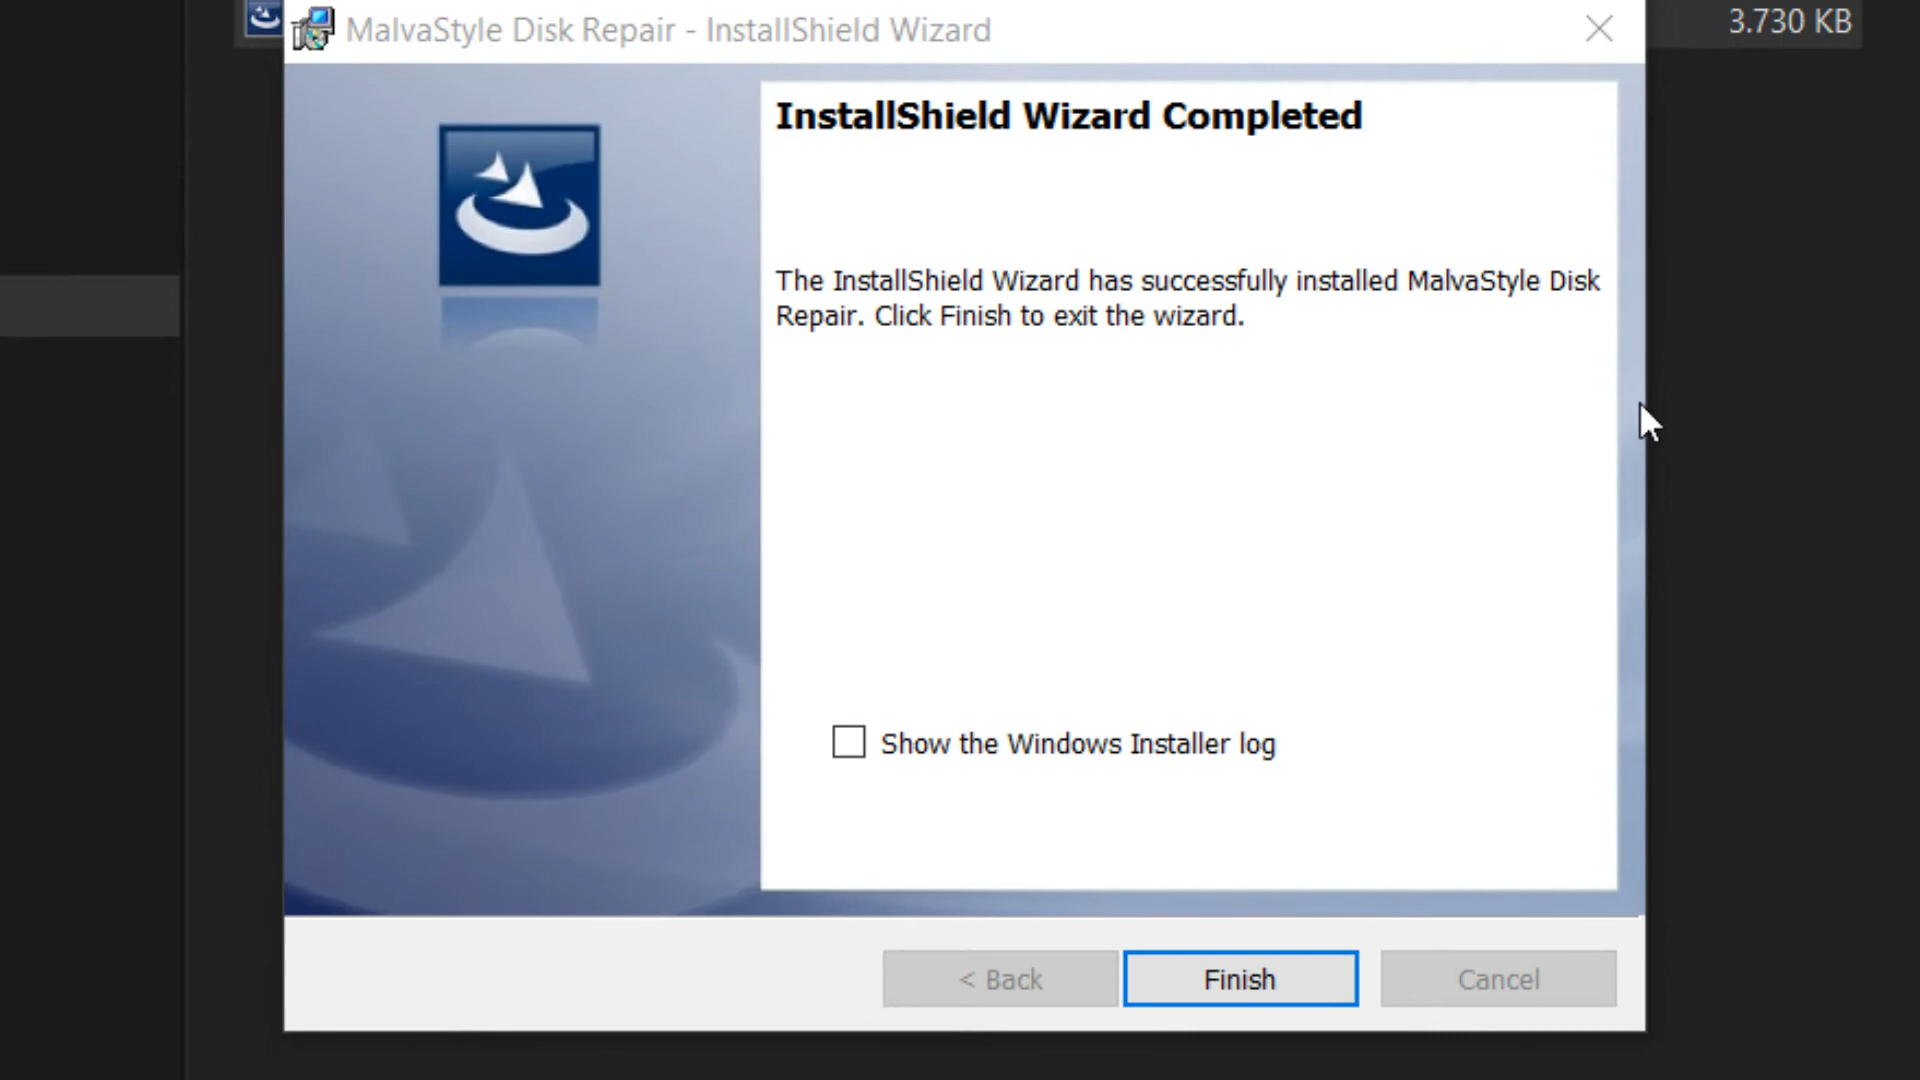 MalvaStyle Disk Repair - InstallShield Wizard
3.730 KB
InstallShield Wizard Completed
The InstallShield Wizard has successfully installed MalvaStyle Disk
Repair. Click Finish to exit the wizard.
Show the Windows Installer log
< Back
Finish
Cancel